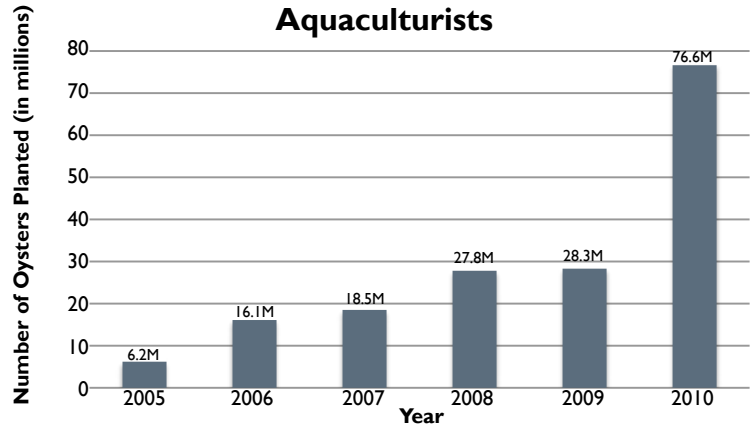 Aquaculturists
Number of Oysters Planted (in millions)
80
70
60
50
40
30
20
10
0
6.2M
16.1M
18.5M
27.8M
28.3M
76.6M
2005
2006
2007
2008
2009
2010
Year